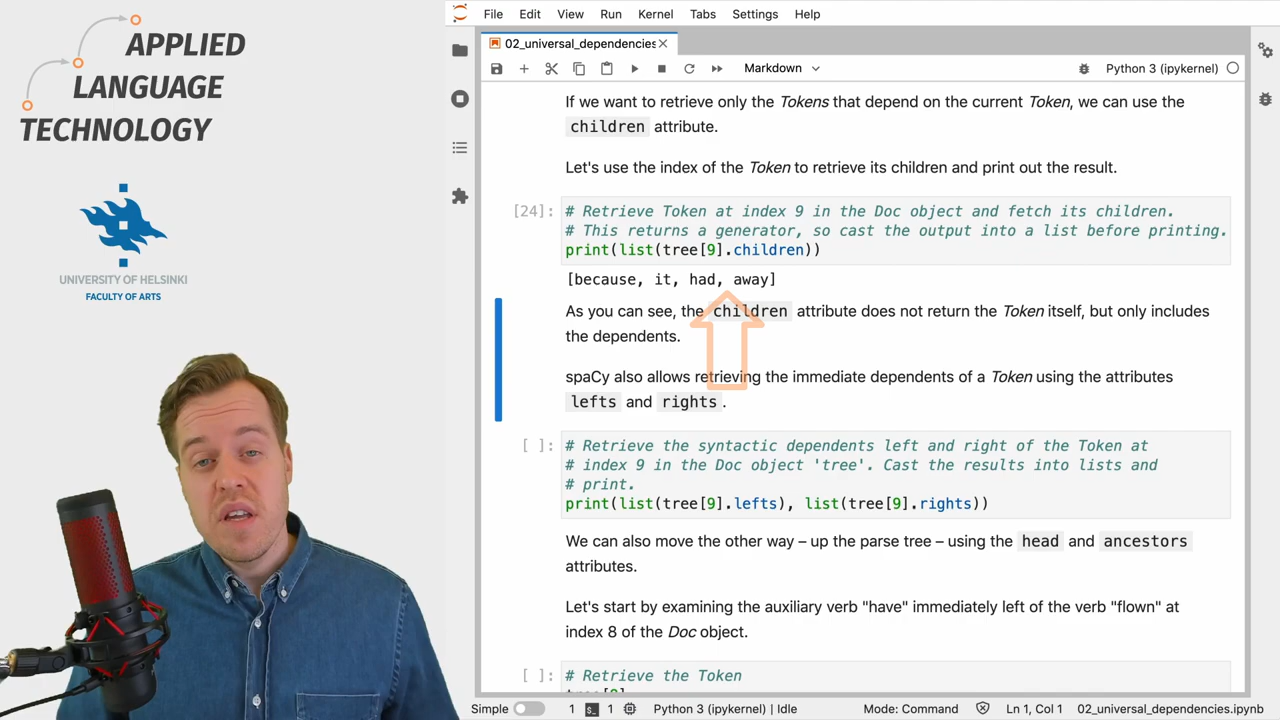 APPLIED
LANGUAGE
TECHNOLOGY
UNIVERSITY OF HELSINKI
FACULTY OF ARTS
File Edit View Run Kernel Tabs Settings Help
02_universal_dependencies
Markdown
Python 3 (ipykernel)
If we want to retrieve only the Tokens that depend on the current Token, we can use the
children attribute.
Let's use the index of the Token to retrieve its children and print out the result.
[24]: # Retrieve Token at index 9 in the Doc object and fetch its children.
# This returns a generator, so cast the output into a list before printing.
print(list(tree[9].children))
[because, it, had, away]
As you can see, the children attribute does not return the Token itself, but only includes
the dependents.
spaCy also allows retrieving the immediate dependents of a Token using the attributes
lefts and rights.
[ ]: # Retrieve the syntactic dependents left and right of the Token at
# index 9 in the Doc object 'tree'. Cast the results into lists and
# print.
print(list(tree[9].lefts), list(tree[9].rights))
We can also move the other way – up the parse tree – using the head and ancestors
attributes.
Let's start by examining the auxiliary verb "have" immediately left of the verb "flown" at
index 8 of the Doc object.
[ ]: # Retrieve the Token
Simple 1 1 Python 3 (ipykernel) | Idle Mode: Command Ln 1, Col 1 02_universal_dependencies.ipynb